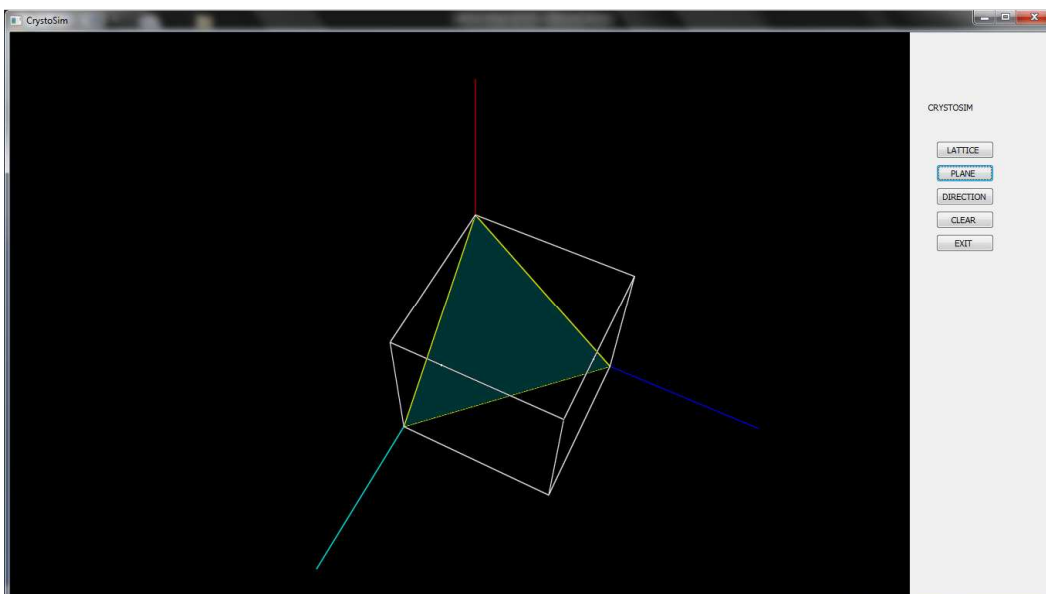 CrystoSim
CRYSTOSIM
LATTICE
PLANE
DIRECTION
CLEAR
EXIT